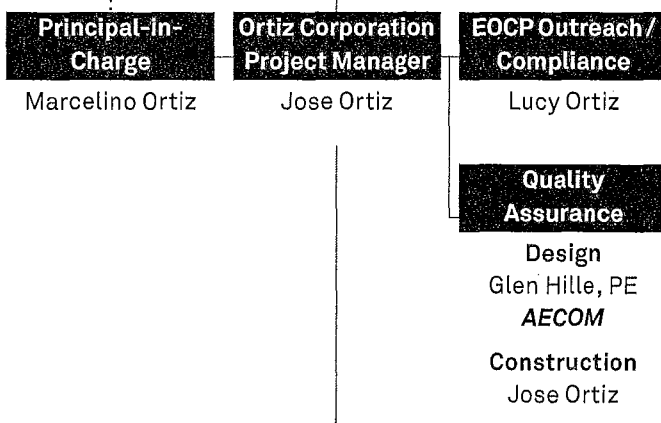 Principal-In-
Charge
Marcelino Ortiz
Ortiz Corporation
Project Manager
Jose Ortiz
EOCP Outreach/
Compliance
Lucy Ortiz
Quality
Assurance
Design
Glen Hille, PE
AECOM
Construction
Jose Ortiz